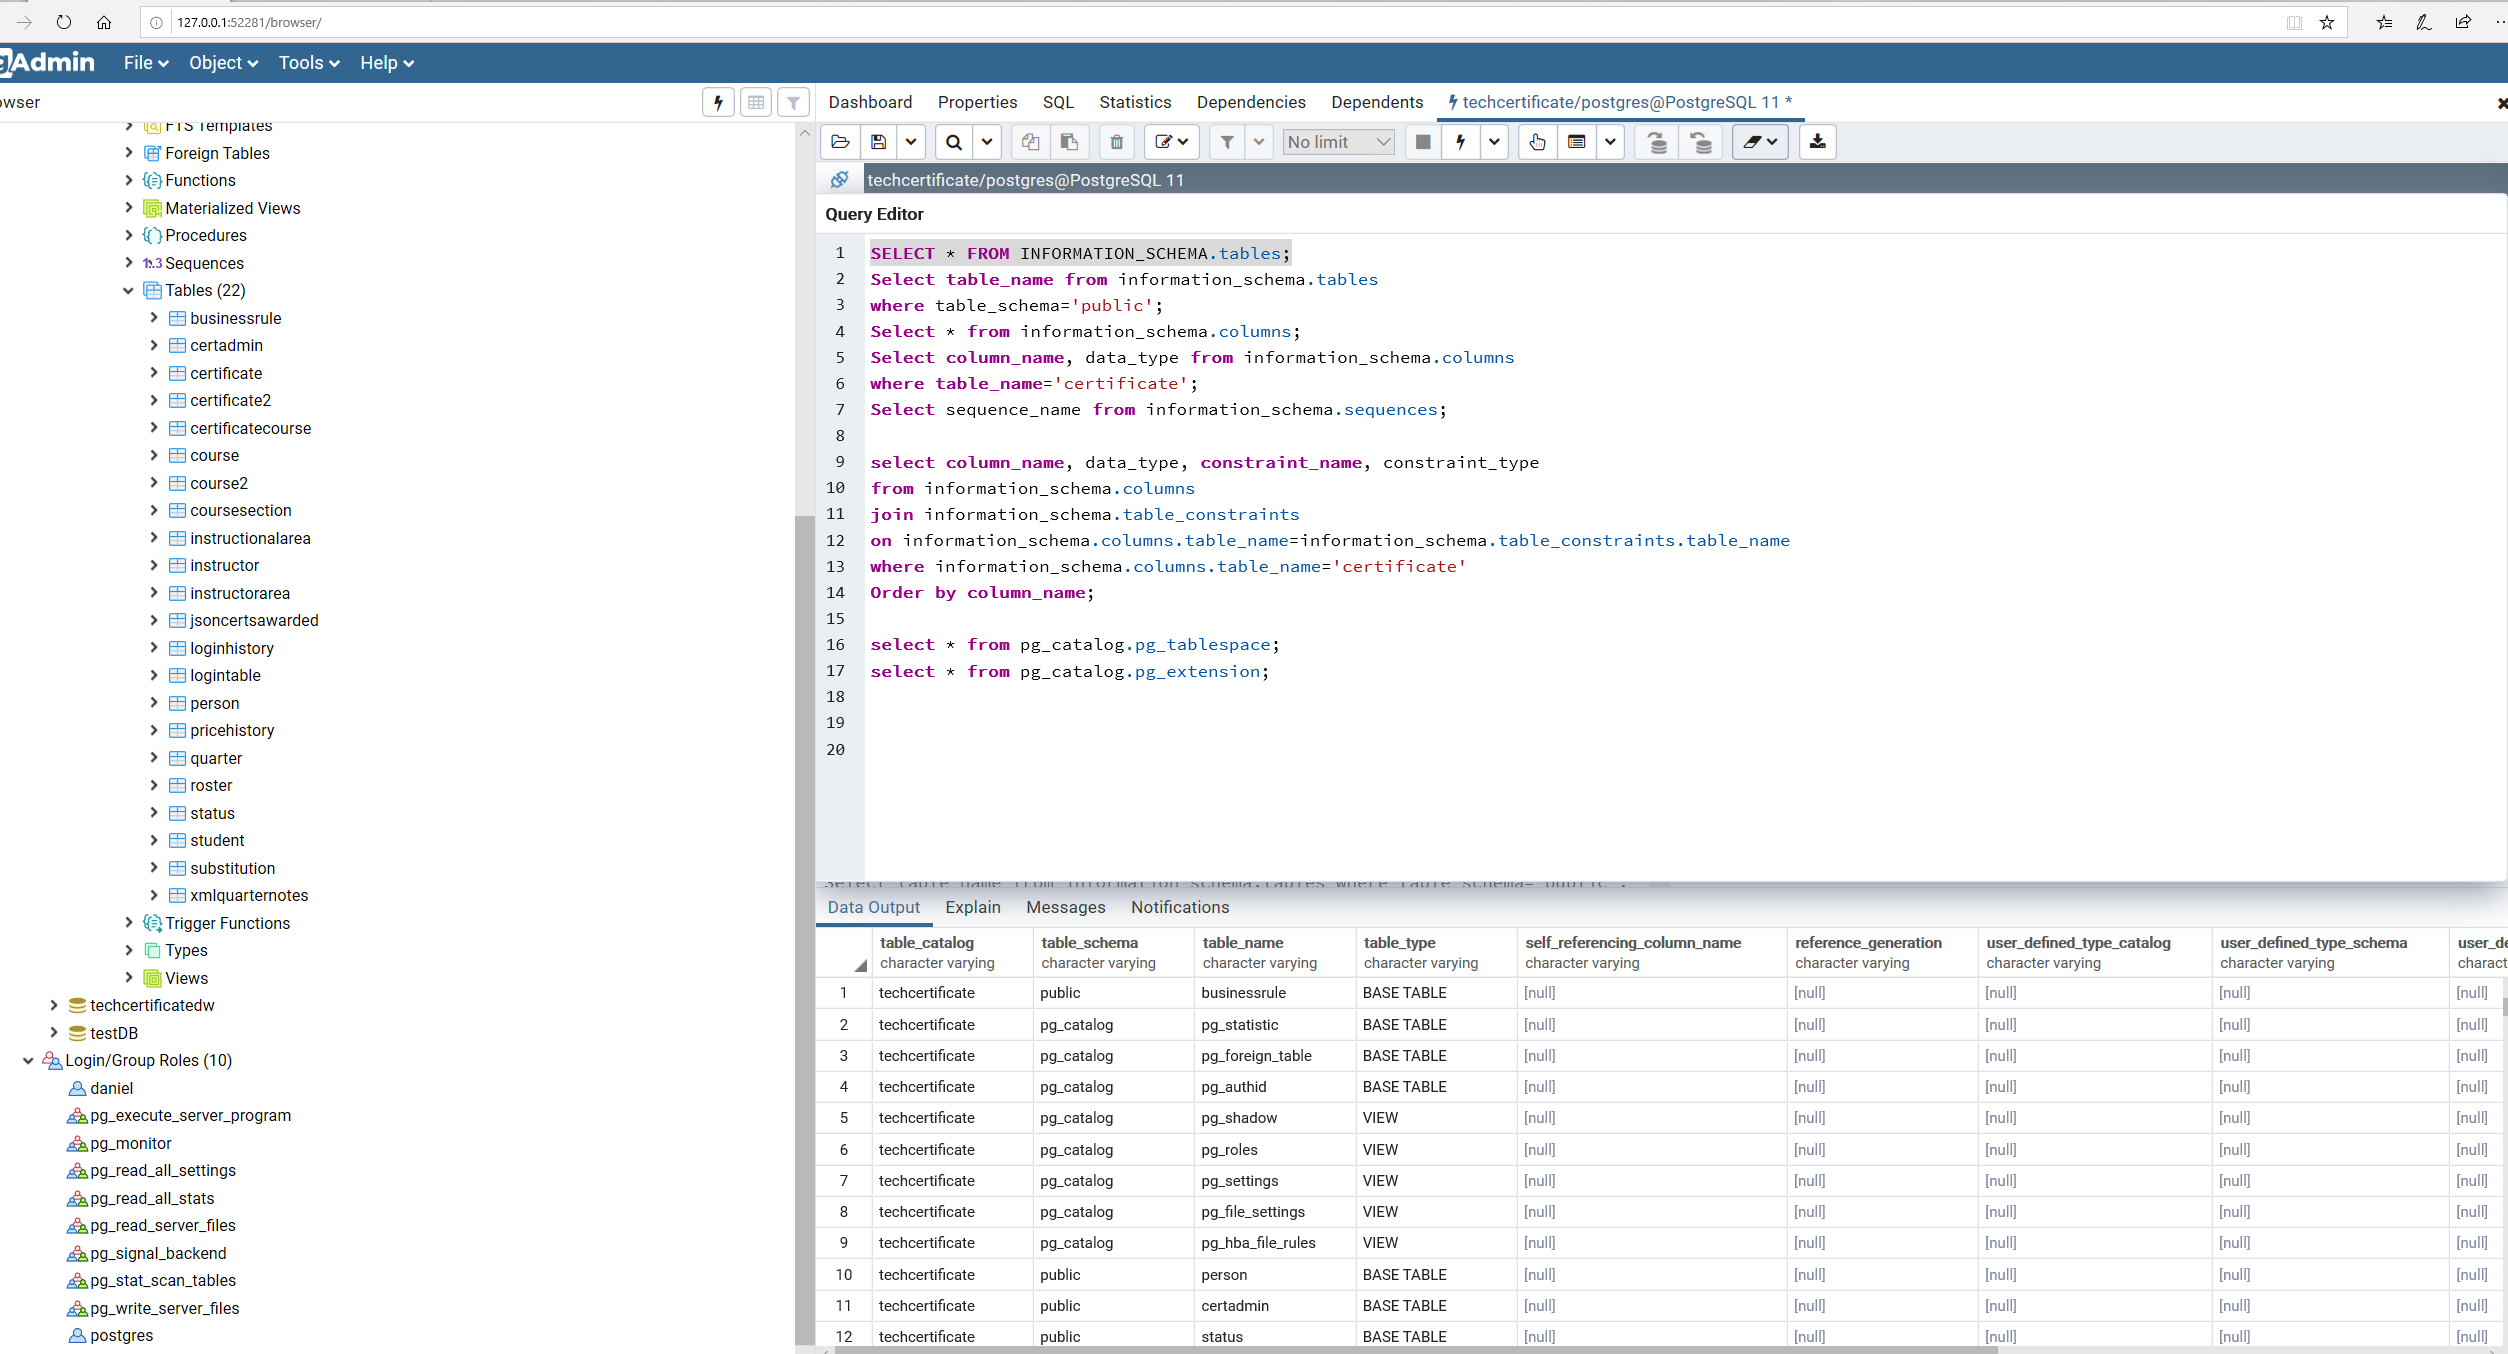 127.0.0.1:52281/browser/
gAdmin File Object Tools Help
owser
Dashboard Properties SQL Statistics Dependencies Dependents techcertificate/postgres@PostgreSQL 11 *
No limit
techcertificate/postgres@PostgreSQL 11
Query Editor
FTS Templates
Foreign Tables
Functions
Materialized Views
Procedures
1..3 Sequences
Tables (22)
businessrule
certadmin
certificate
certificate2
certificatecourse
course
course2
coursesection
instructionalarea
instructor
instructorarea
jsoncertsawarded
loginhistory
logintable
person
pricehistory
quarter
roster
status
student
substitution
xmlquarternotes
Trigger Functions
Types
Views
techcertificatedw
testDB
Login/Group Roles (10)
daniel
pg_execute_server_program
pg_monitor
pg_read_all_settings
pg_read_all_stats
pg_read_server_files
pg_signal_backend
pg_stat_scan_tables
pg_write_server_files
postgres
1 SELECT * FROM INFORMATION_SCHEMA.tables;
2 Select table_name from information_schema.tables
3 where table_schema='public';
4 Select * from information_schema.columns;
5 Select column_name, data_type from information_schema.columns
6 where table_name='certificate';
7 Select sequence_name from information_schema.sequences;
8
9 select column_name, data_type, constraint_name, constraint_type
10 from information_schema.columns
11 join information_schema.table_constraints
12 on information_schema.columns.table_name=information_schema.table_constraints.table_name
13 where information_schema.columns.table_name='certificate'
14 Order by column_name;
15
16 select * from pg_catalog.pg_tablespace;
17 select * from pg_catalog.pg_extension;
18
19
20
Data Output Explain Messages Notifications
table_catalog table_schema table_name table_type self_referencing_column_name reference_generation user_defined_type_catalog user_defined_type_schema user_de
character varying character varying character varying character varying character varying character varying character varying character varying charact
1 techcertificate public businessrule BASE TABLE [null] [null] [null] [null] [null]
2 techcertificate pg_catalog pg_statistic BASE TABLE [null] [null] [null] [null] [null]
3 techcertificate pg_catalog pg_foreign_table BASE TABLE [null] [null] [null] [null] [null]
4 techcertificate pg_catalog pg_authid BASE TABLE [null] [null] [null] [null] [null]
5 techcertificate pg_catalog pg_shadow VIEW [null] [null] [null] [null] [null]
6 techcertificate pg_catalog pg_roles VIEW [null] [null] [null] [null] [null]
7 techcertificate pg_catalog pg_settings VIEW [null] [null] [null] [null] [null]
8 techcertificate pg_catalog pg_file_settings VIEW [null] [null] [null] [null] [null]
9 techcertificate pg_catalog pg_hba_file_rules VIEW [null] [null] [null] [null] [null]
10 techcertificate public person BASE TABLE [null] [null] [null] [null] [null]
11 techcertificate public certadmin BASE TABLE [null] [null] [null] [null] [null]
12 techcertificate public status BASE TABLE [null] [null] [null] [null] [null]